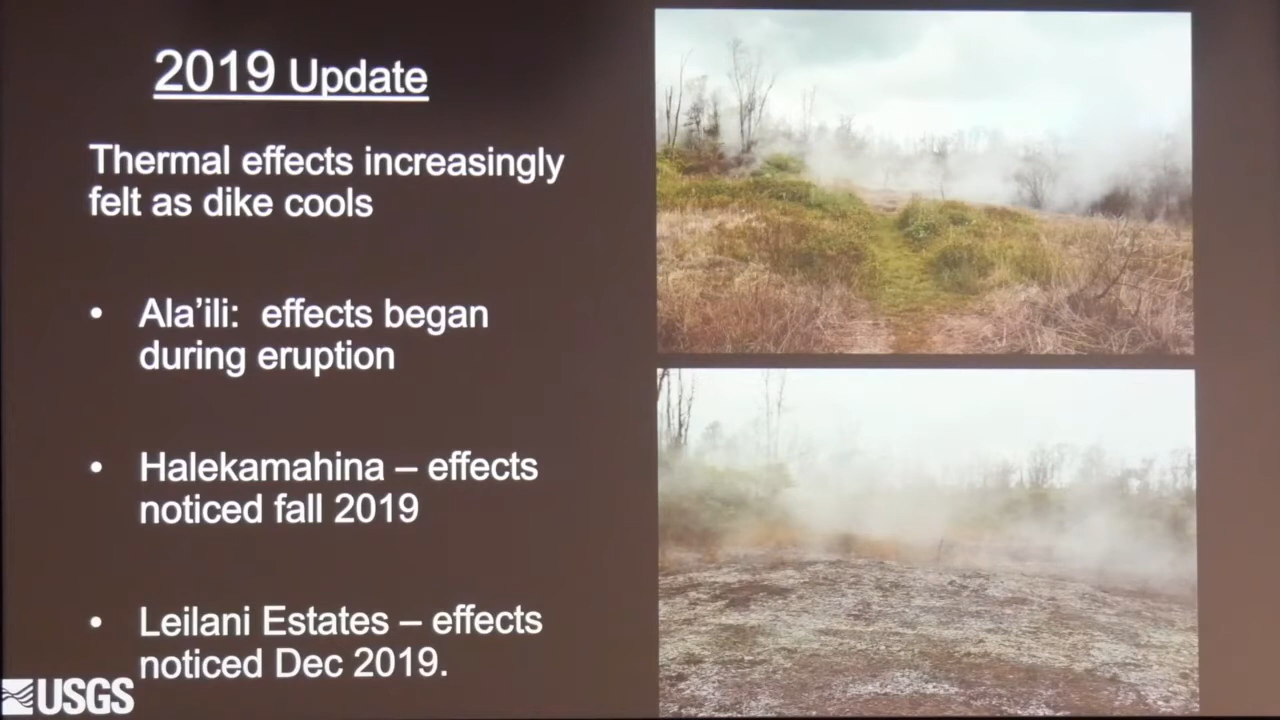 2019 Update
Thermal effects increasingly
felt as dike cools
• Ala'ili: effects began
during eruption
• Halekamahina – effects
noticed fall 2019
• Leilani Estates – effects
noticed Dec 2019.
USGS